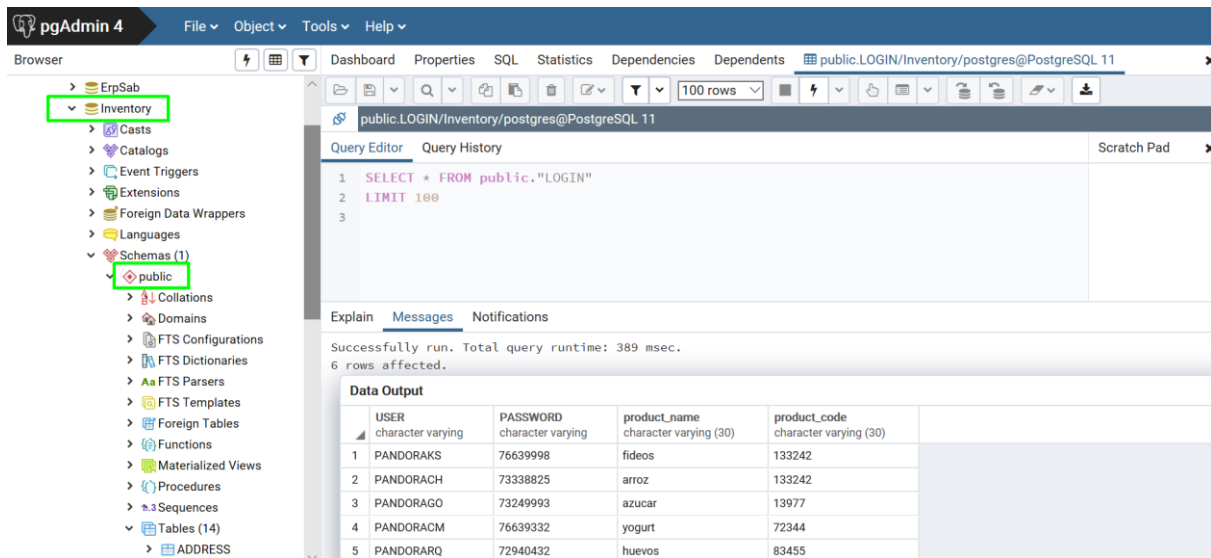 pgAdmin 4 File Object Tools Help
Browser
ErpSab
Inventory
Casts
Catalogs
Event Triggers
Extensions
Foreign Data Wrappers
Languages
Schemas (1)
public
Collations
Domains
FTS Configurations
FTS Dictionaries
Aa FTS Parsers
FTS Templates
Foreign Tables
Functions
Materialized Views
Procedures
1..3 Sequences
Tables (14)
ADDRESS
Dashboard Properties SQL Statistics Dependencies Dependents public.LOGIN/Inventory/postgres@PostgreSQL 11
100 rows
public.LOGIN/Inventory/postgres@PostgreSQL 11
Query Editor Query History Scratch Pad
1 SELECT * FROM public."LOGIN"
2 LIMIT 100
3
Explain Messages Notifications
Successfully run. Total query runtime: 389 msec.
6 rows affected.
Data Output
USER PASSWORD product_name product_code
character varying character varying character varying (30) character varying (30)
1 PANDORAKS 76639998 fideos 133242
2 PANDORACH 73338825 arroz 133242
3 PANDORAGO 73249993 azucar 13977
4 PANDORACM 76639332 yogurt 72344
5 PANDORARQ 72940432 huevos 83455